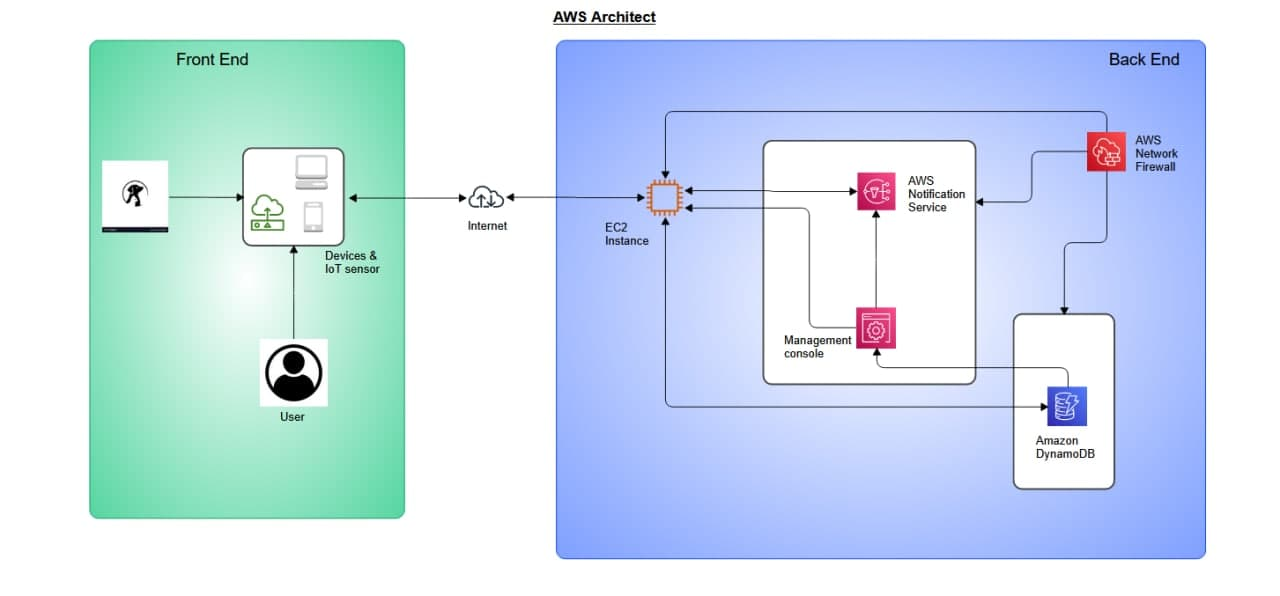 AWS Architect
Front End
Back End
AWS
Network
Firewall
AWS
Notification
Service
Internet
EC2
Instance
Devices &
IoT sensor
Management
console
User
Amazon
DynamoDB